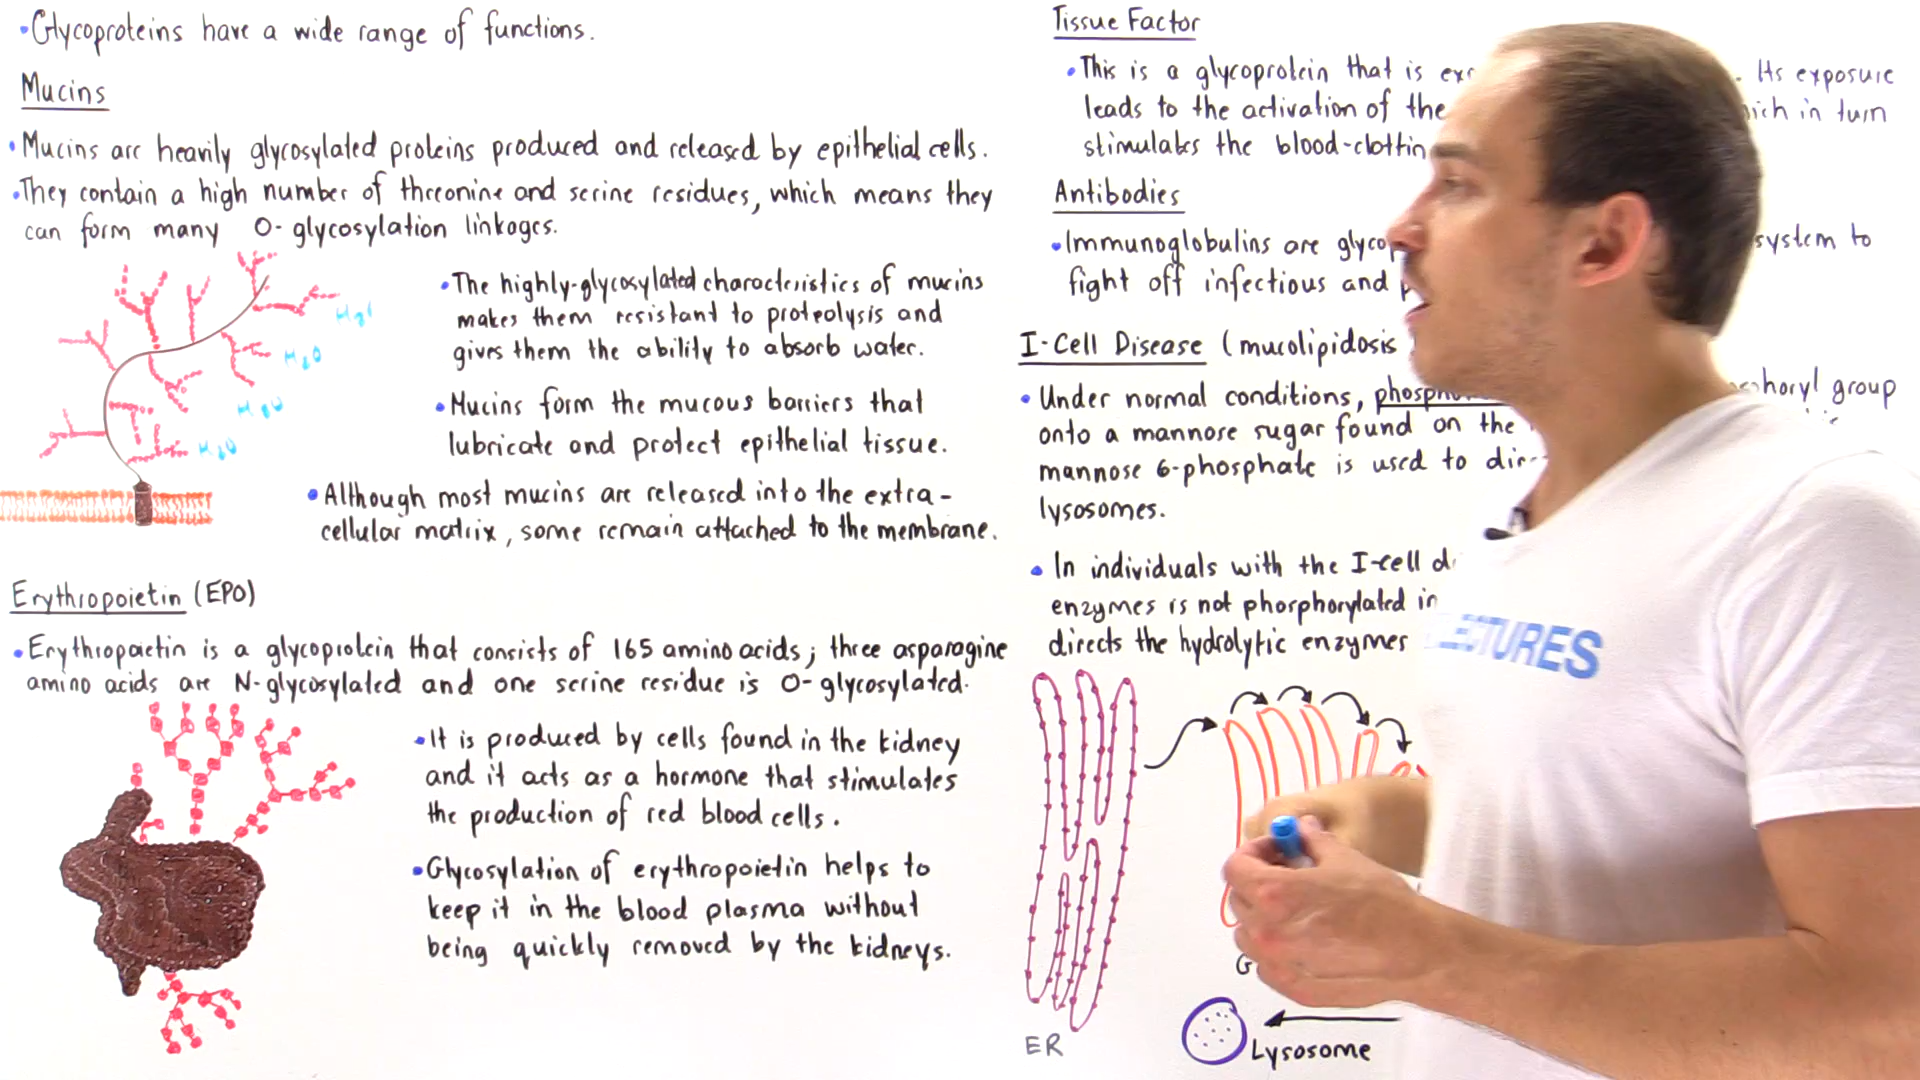 •Glycoproteins have a wide range of functions.
Mucins
•Mucins are heavily glycosylated proteins produced and released by epithelial cells.
•They contain a high number of threonine and serine residues, which means they
can form many O-glycosylation linkages.
•The highly-glycosylated characteristics of mucins
makes them resistant to proteolysis and
gives them the ability to absorb water.
H2O
H2O
H2O
H2O
•Mucins form the mucous barriers that
lubricate and protect epithelial tissue.
•Although most mucins are released into the extra-
cellular matrix, some remain attached to the membrane.
Erythropoietin (EPO)
•Erythropoietin is a glycoprotein that consists of 165 amino acids; three asparagine
amino acids are N-glycosylated and one serine residue is O-glycosylated.
•It is produced by cells found in the kidney
and it acts as a hormone that stimulates
the production of red blood cells.
•Glycosylation of erythropoietin helps to
keep it in the blood plasma without
being quickly removed by the kidneys.
Tissue Factor
•This is a glycoprotein that is . Its exposure
leads to the activation of the in turn
stimulates the
Antibodies
•Immunoglobulins are system to
fight off infectious and
I-Cell Disease (mucolipidosis
•Under normal conditions, group
onto a mannose sugar found on the
mannose 6-phosphate is used to
lysosomes.
•In individuals with the I-cell
enzymes is not phosphorylated in
directs the hydrolytic enzymes
LECTURES
ER
G
Lysosome